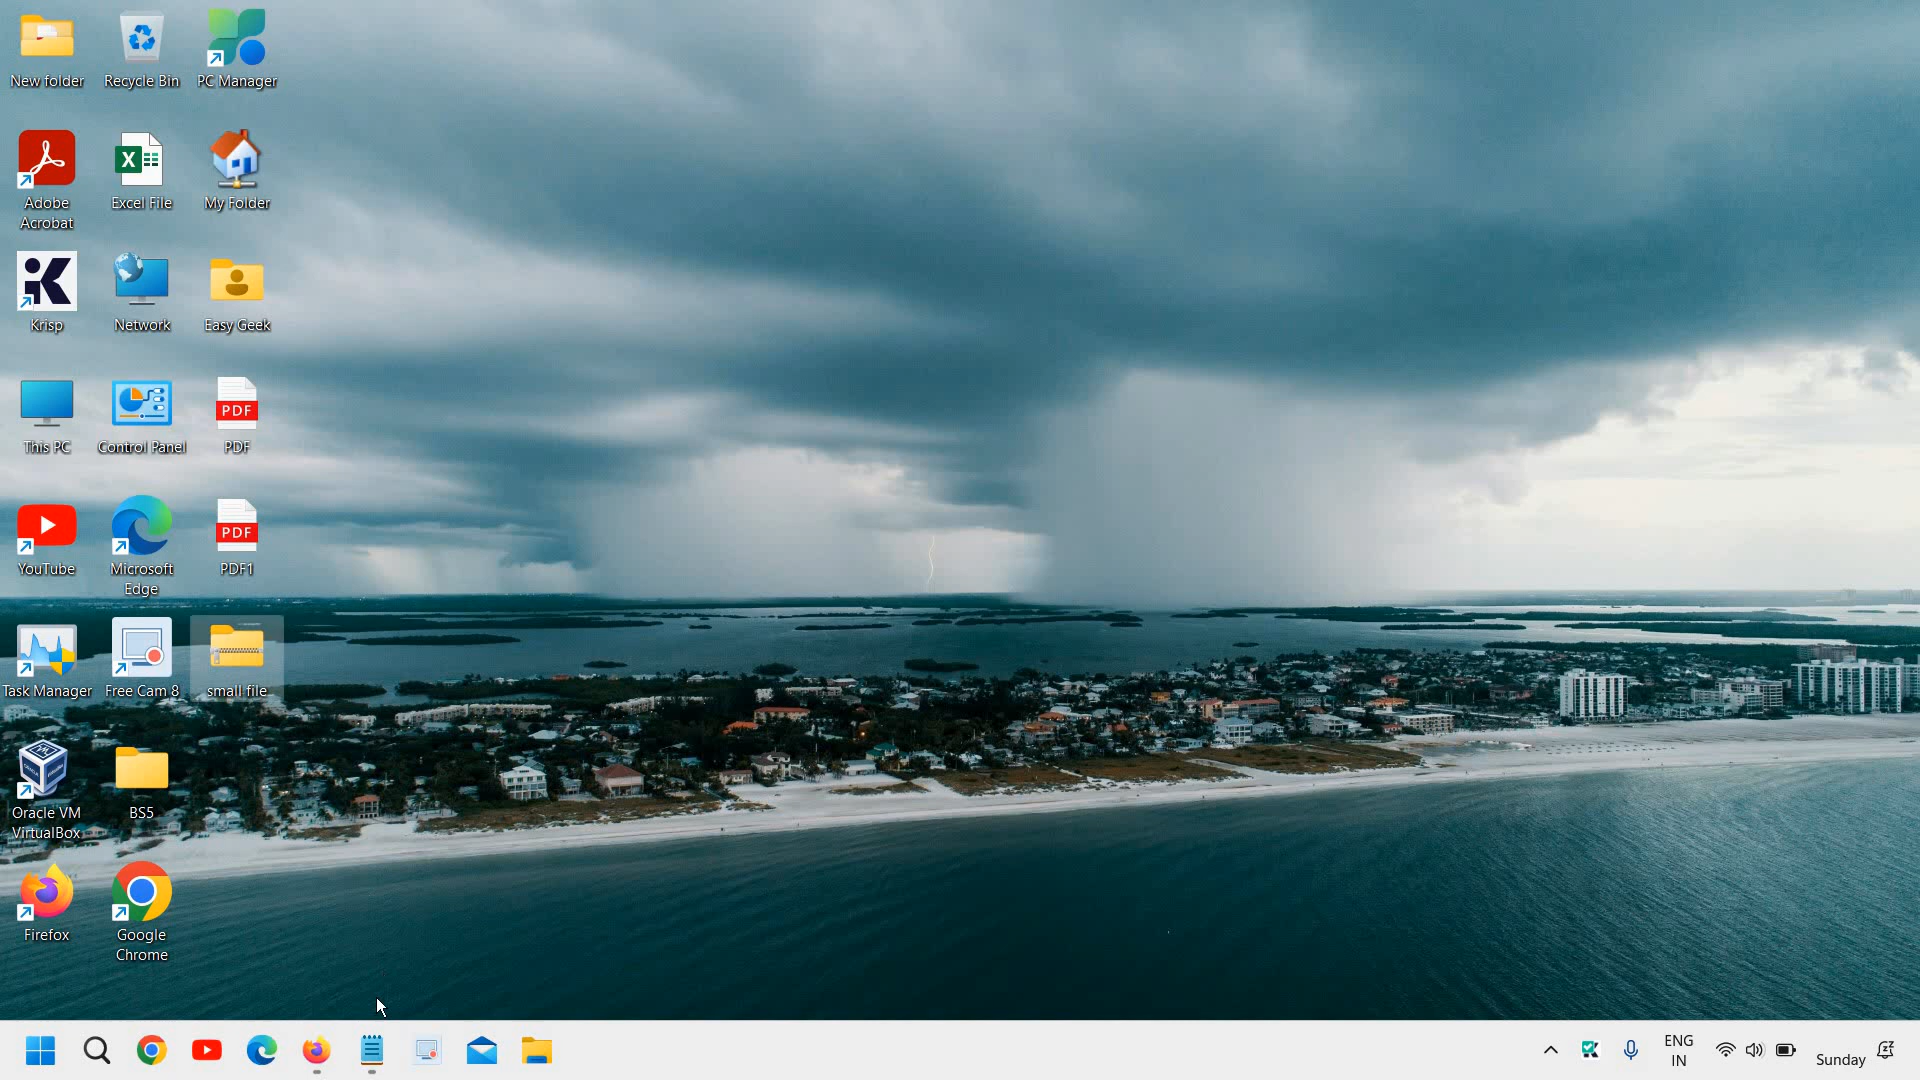 New folder
Recycle Bin
PC Manager
Adobe
Acrobat
Excel File
My Folder
Krisp
Network
Easy Geek
This PC
Control Panel
PDF
PDF
YouTube
Microsoft
Edge
PDF
PDF1
Task Manager
Free Cam 8
small file
Oracle VM
VirtualBox
BS5
Firefox
Google
Chrome
ENG
IN
Sunday